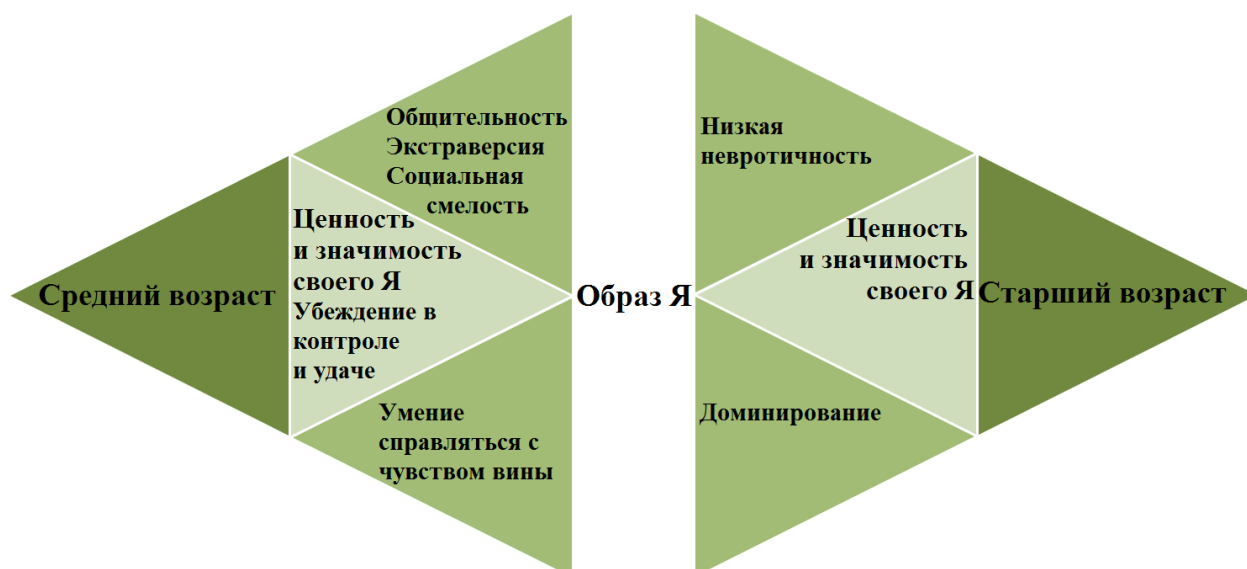 Общительность
Экстраверсия
Социальная
смелость
Ценность
и значимость
своего Я
Убеждение в
контроле
и удаче
Средний возраст
Умение
справляться с
чувством вины
Образ Я
Низкая
невротичность
Ценность
и значимость
своего Я
Старший возраст
Доминирование